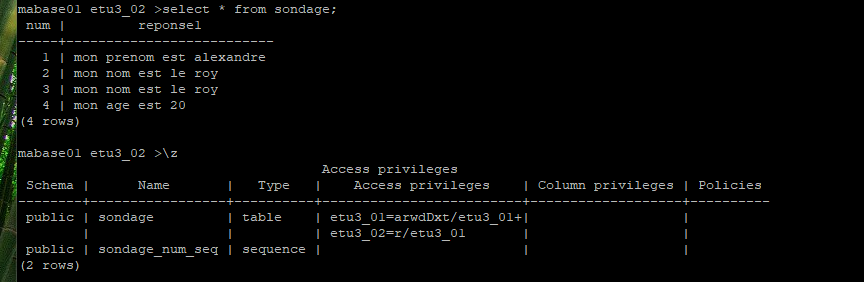 mabase01 etu3_02 >select * from sondage;
 num |         reponsel
-----+--------------------------
   1 | mon prenom est alexandre
   2 | mon nom est le roy
   3 | mon nom est le roy
   4 | mon age est 20
(4 rows)
mabase01 etu3_02 >\z
                                        Access privileges
 Schema |      Name       |   Type   |    Access privileges    | Column privileges | Policies
--------+-----------------+----------+-------------------------+-------------------+----------
 public | sondage         | table    | etu3_01=arwdDxt/etu3_01+|                   |
        |                 |          | etu3_02=r/etu3_01       |                   |
 public | sondage_num_seq | sequence |                         |                   |
(2 rows)